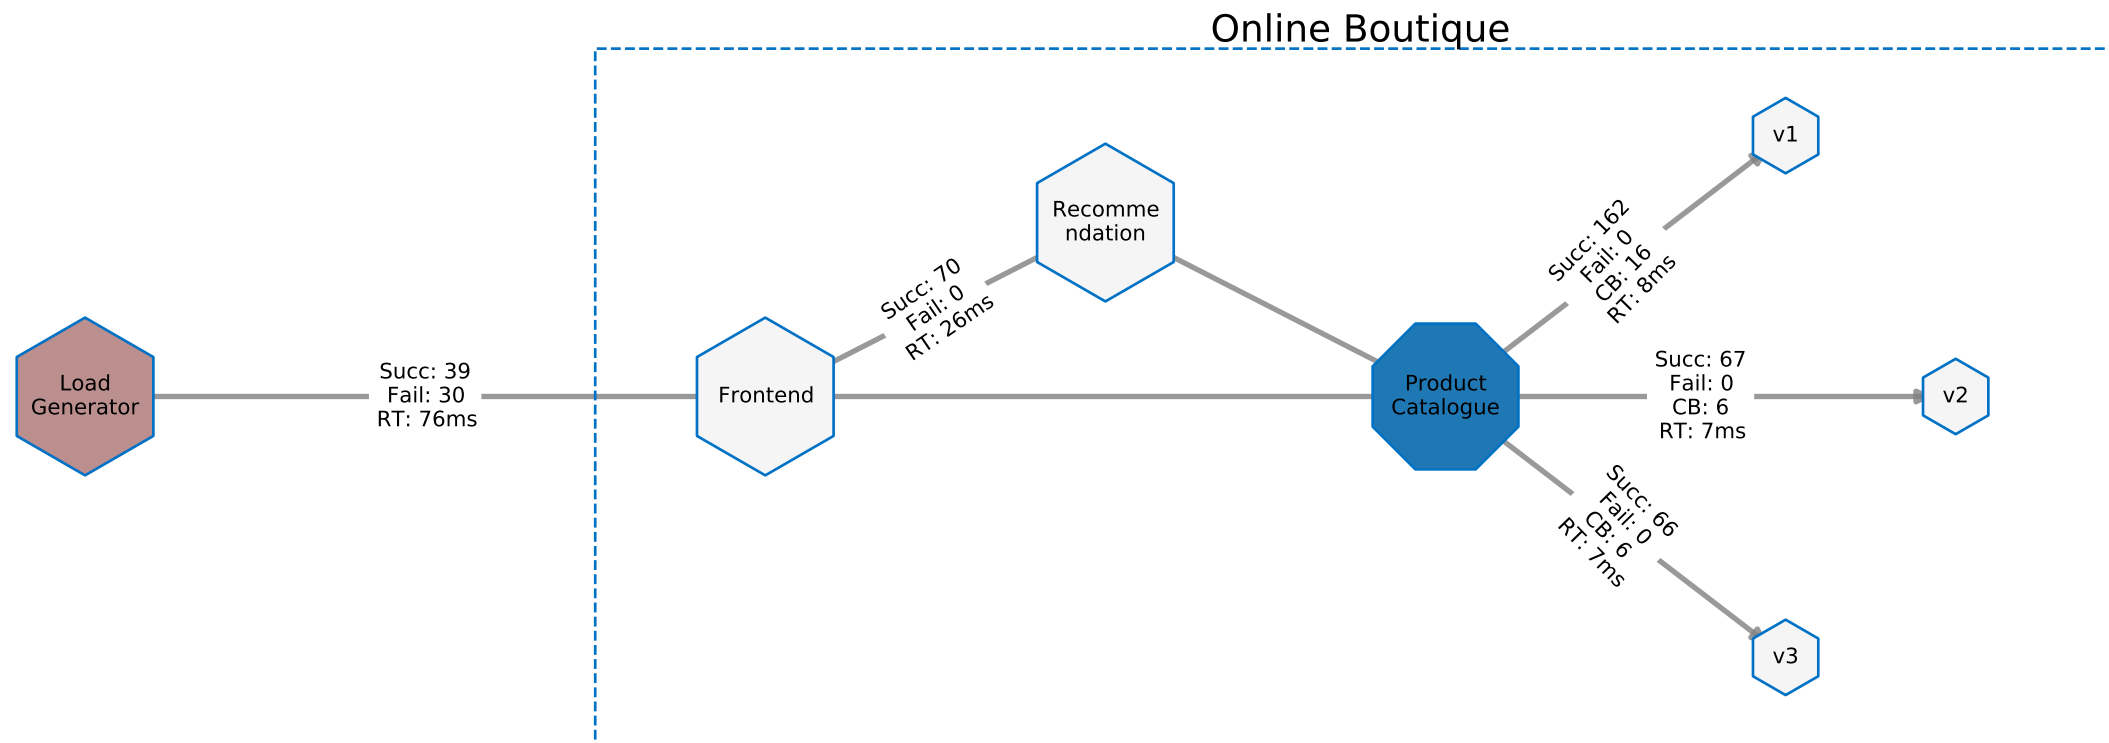 Online Boutique
Load
Generator
Succ: 39
Fail: 30
RT: 76ms
Frontend
Succ: 70
Fail: 0
RT: 26ms
Recomme
ndation
Product
Catalogue
Succ: 162
Fail: 0
CB: 16
RT: 8ms
v1
Succ: 67
Fail: 0
CB: 6
RT: 7ms
v2
Succ: 66
Fail: 0
CB: 6
RT: 7ms
v3